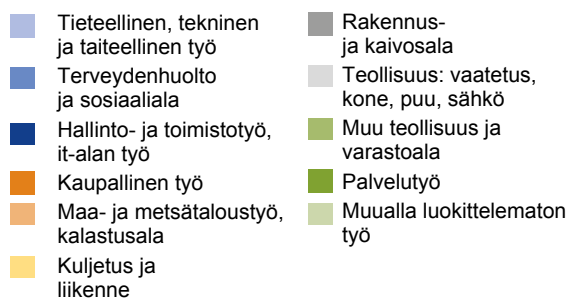 Tieteellinen, tekninen
ja taiteellinen työ
Terveydenhuolto
ja sosiaaliala
Hallinto- ja toimistotyö,
it-alan työ
Kaupallinen työ
Maa- ja metsätaloustyö,
kalastusala
Kuljetus ja
liikenne
Rakennus-
ja kaivosala
Teollisuus: vaatetus,
kone, puu, sähkö
Muu teollisuus ja
varastoala
Palvelutyö
Muualla luokittelematon
työ